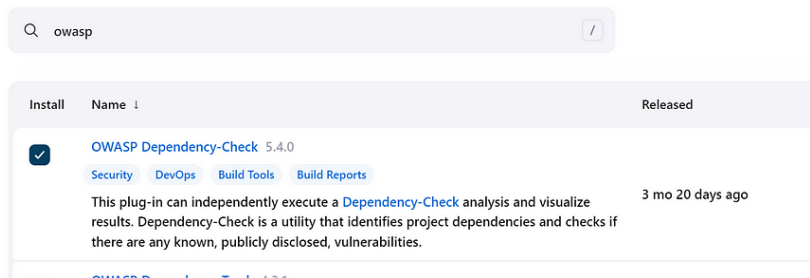 owasp /
Install Name ↓ Released
OWASP Dependency-Check 5.4.0
Security DevOps Build Tools Build Reports
This plug-in can independently execute a Dependency-Check analysis and visualize
results. Dependency-Check is a utility that identifies project dependencies and checks if
there are any known, publicly disclosed, vulnerabilities.
3 mo 20 days ago